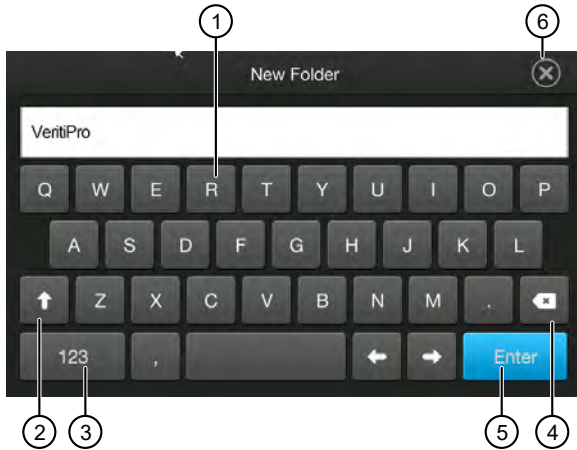 1 6
New Folder
VeritiPro
Q W E R T Y U I O P
A S D F G H J K L
Z X C V B N M .
123 , Enter
2 3 5 4